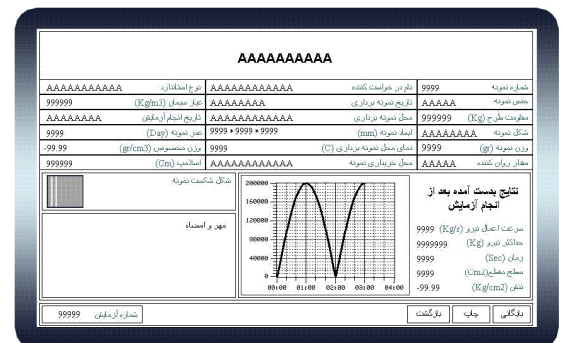 AAAAAAAAAA
شماره نمونه 9999 نام در خواست کننده AAAAAAAAAAAA نوع استاندارد AAAAAAAAAAA
جنس نمونه AAAAA تاریخ نمونه برداری AAAAAAAA عیار سیمان (Kg/m3) 999999
مقاومت طرح (Kg) 999999 محل نمونه برداری AAAAAAAAAAAA تاریخ انجام آزمایش AAAAAAAA
شکل نمونه AAAAAAAA ابعاد نمونه (mm) 9999 * 9999 * 9999 عمر نمونه (Day) 9999
وزن نمونه (gr) 9999 دمای محل نمونه برداری (C) 9999 وزن مخصوص (gr/cm3) -99.99
مقدار روان کننده AAAAA محل خریداری نمونه AAAAAAAAAAAA اسلامپ (Cm) 999999
نتایج بدست آمده بعد از
انجام آزمایش
سرعت اعمال نیرو (Kg/s) 9999
حداکثر نیرو (Kg) 9999999
زمان (Sec) 9999
سطح مقطع (Cm2) 9999
تنش (Kg/cm2) -99.99
200000
160000
120000
80000
40000
0
00:00 01:00 02:00 03:00 04:00
شکل شکست نمونه
مهر و امضاء
بایگانی چاپ بازگشت
شماره آزمایش 99999